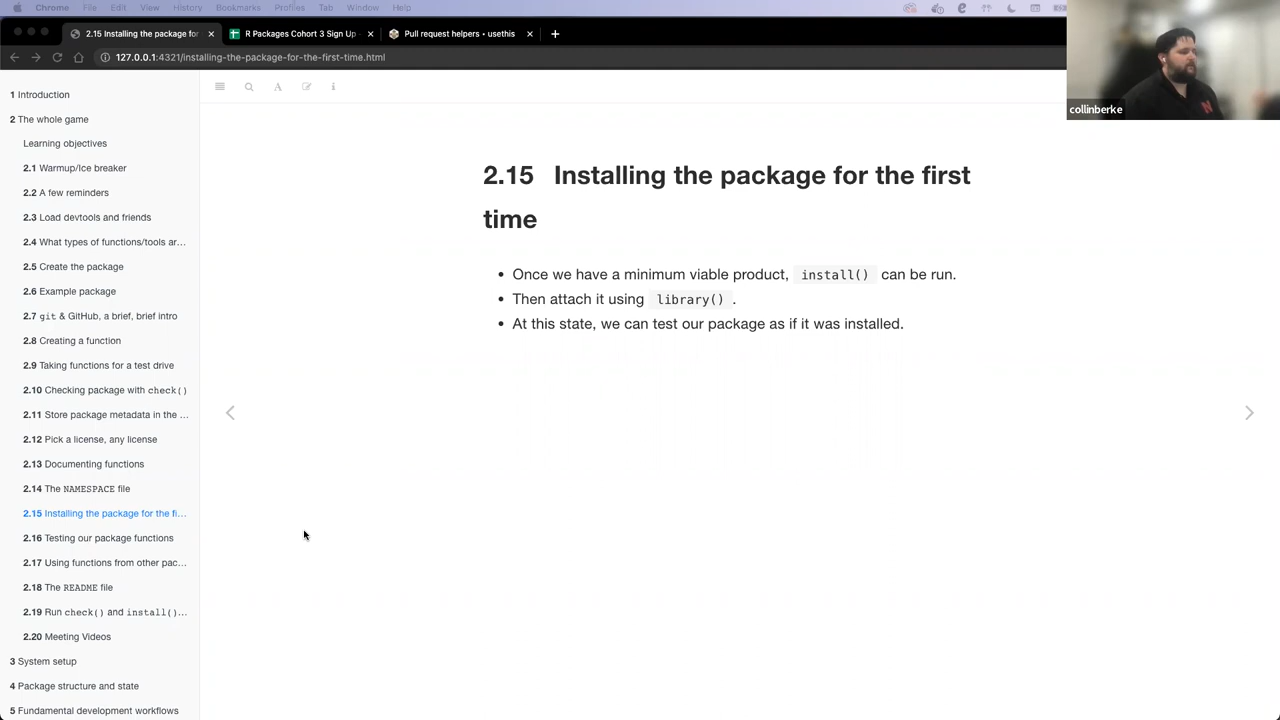 Chrome File Edit View History Bookmarks Profiles Tab Window Help
2.15 Installing the package for
R Packages Cohort 3 Sign Up
Pull request helpers • usethis
127.0.0.1:4321/installing-the-package-for-the-first-time.html
collinberke
1 Introduction
2 The whole game
Learning objectives
2.1 Warmup/Ice breaker
2.2 A few reminders
2.3 Load devtools and friends
2.4 What types of functions/tools ar…
2.5 Create the package
2.6 Example package
2.7 git & GitHub, a brief, brief intro
2.8 Creating a function
2.9 Taking functions for a test drive
2.10 Checking package with check()
2.11 Store package metadata in the …
2.12 Pick a license, any license
2.13 Documenting functions
2.14 The NAMESPACE file
2.15 Installing the package for the fi…
2.16 Testing our package functions
2.17 Using functions from other pac…
2.18 The README file
2.19 Run check() and install()…
2.20 Meeting Videos
3 System setup
4 Package structure and state
5 Fundamental development workflows
2.15 Installing the package for the first
time
• Once we have a minimum viable product, install() can be run.
• Then attach it using library() .
• At this state, we can test our package as if it was installed.